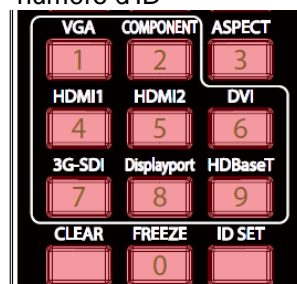 numéro d'ID
VGA COMPONENT ASPECT
1 2 3
HDMI1 HDMI2 DVI
4 5 6
3G-SDI Displayport HDBaseT
7 8 9
CLEAR FREEZE ID SET
0